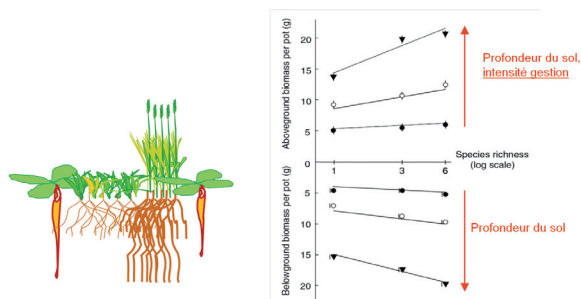 Aboveground biomass per pot (g)
20
15
10
5
0
Profondeur du sol,
intensité gestion
1
3
6
Species richness
(log scale)
Belowground biomass per pot (g)
5
10
15
20
Profondeur du sol